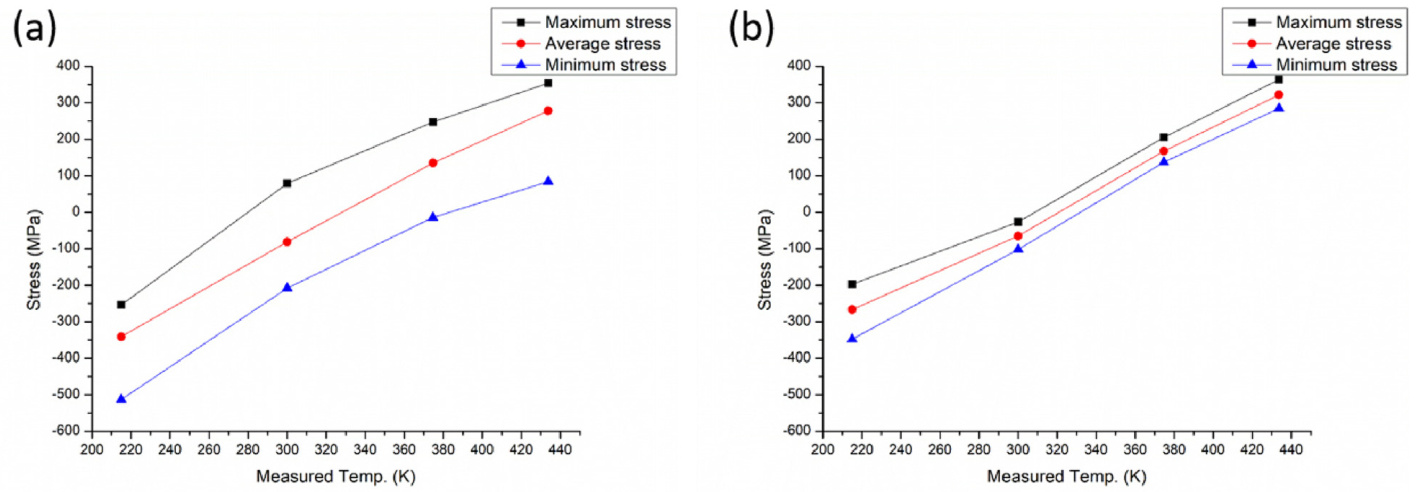 (a)
Maximum stress
Average stress
Minimum stress
400
300
200
100
0
-100
-200
-300
-400
-500
-600
Stress (MPa)
200 220 240 260 280 300 320 340 360 380 400 420 440
Measured Temp. (K)
(b)
Maximum stress
Average stress
Minimum stress
400
300
200
100
0
-100
-200
-300
-400
-500
-600
Stress (MPa)
200 220 240 260 280 300 320 340 360 380 400 420 440
Measured Temp. (K)